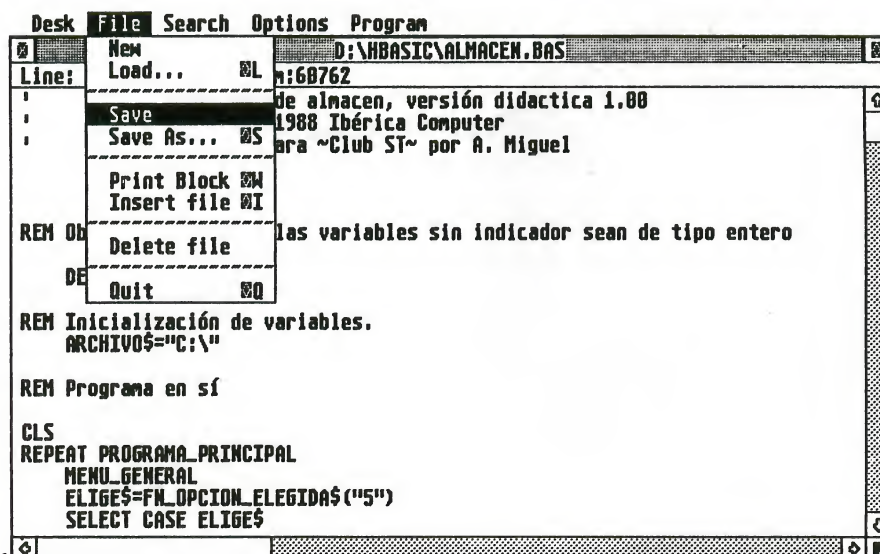 Desk File Search Options Program
D:\HBASIC\ALMACEN.BAS
Line: m:60762
New
Load... L
Save
Save As... S
Print Block W
Insert file I
Delete file
Quit Q
' de almacen, versión didactica 1.00
' 1988 Ibérica Computer
' ara ~Club ST~ por A. Miguel
REM Ob las variables sin indicador sean de tipo entero
DE
REM Inicialización de variables.
ARCHIVO$="C:\"
REM Programa en sí
CLS
REPEAT PROGRAMA_PRINCIPAL
MENU_GENERAL
ELIGE$=FN_OPCION_ELEGIDA$("5")
SELECT CASE ELIGE$